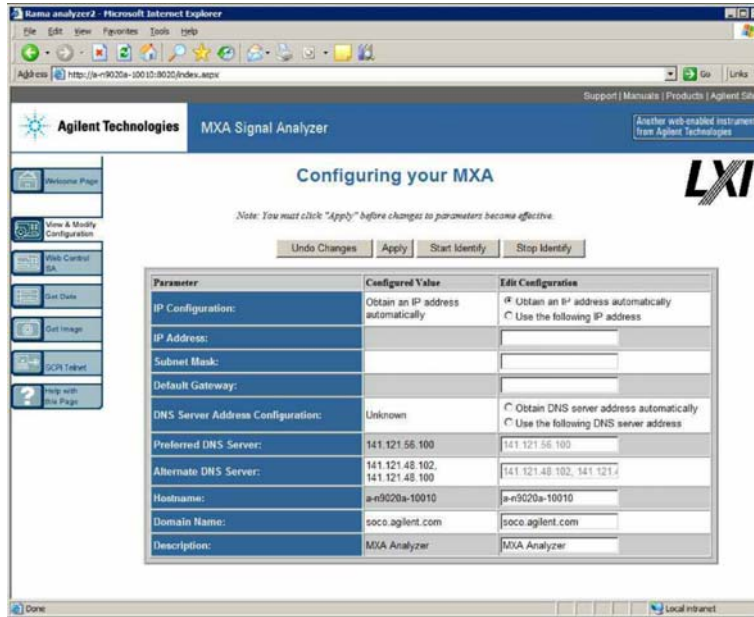 Rama analyzer2 - Microsoft Internet Explorer
File Edit View Favorites Tools Help
Address http://a-n9020a-10010:8020/index.aspx Go Links
Support | Manuals | Products | Agilent Site
Agilent Technologies MXA Signal Analyzer
Another web-enabled instrument
from Agilent Technologies
Welcome Page
Configuring your MXA
LXI
Note: You must click "Apply" before changes to parameters become effective.
View & Modify
Configuration
Undo Changes Apply Start Identify Stop Identify
Web Control
SA
Get Data
Get Image
SCPI Telnet
Help with
this Page
Parameter Configured Value Edit Configuration
IP Configuration: Obtain an IP address automatically Obtain an IP address automatically
Use the following IP address
IP Address:
Subnet Mask:
Default Gateway:
DNS Server Address Configuration: Unknown Obtain DNS server address automatically
Use the following DNS server address
Preferred DNS Server: 141.121.56.100 141.121.56.100
Alternate DNS Server: 141.121.48.102, 141.121.48.100 141.121.48.102, 141.121.4
Hostname: a-n9020a-10010 a-n9020a-10010
Domain Name: soco.agilent.com soco.agilent.com
Description: MXA Analyzer MXA Analyzer
Done Local intranet